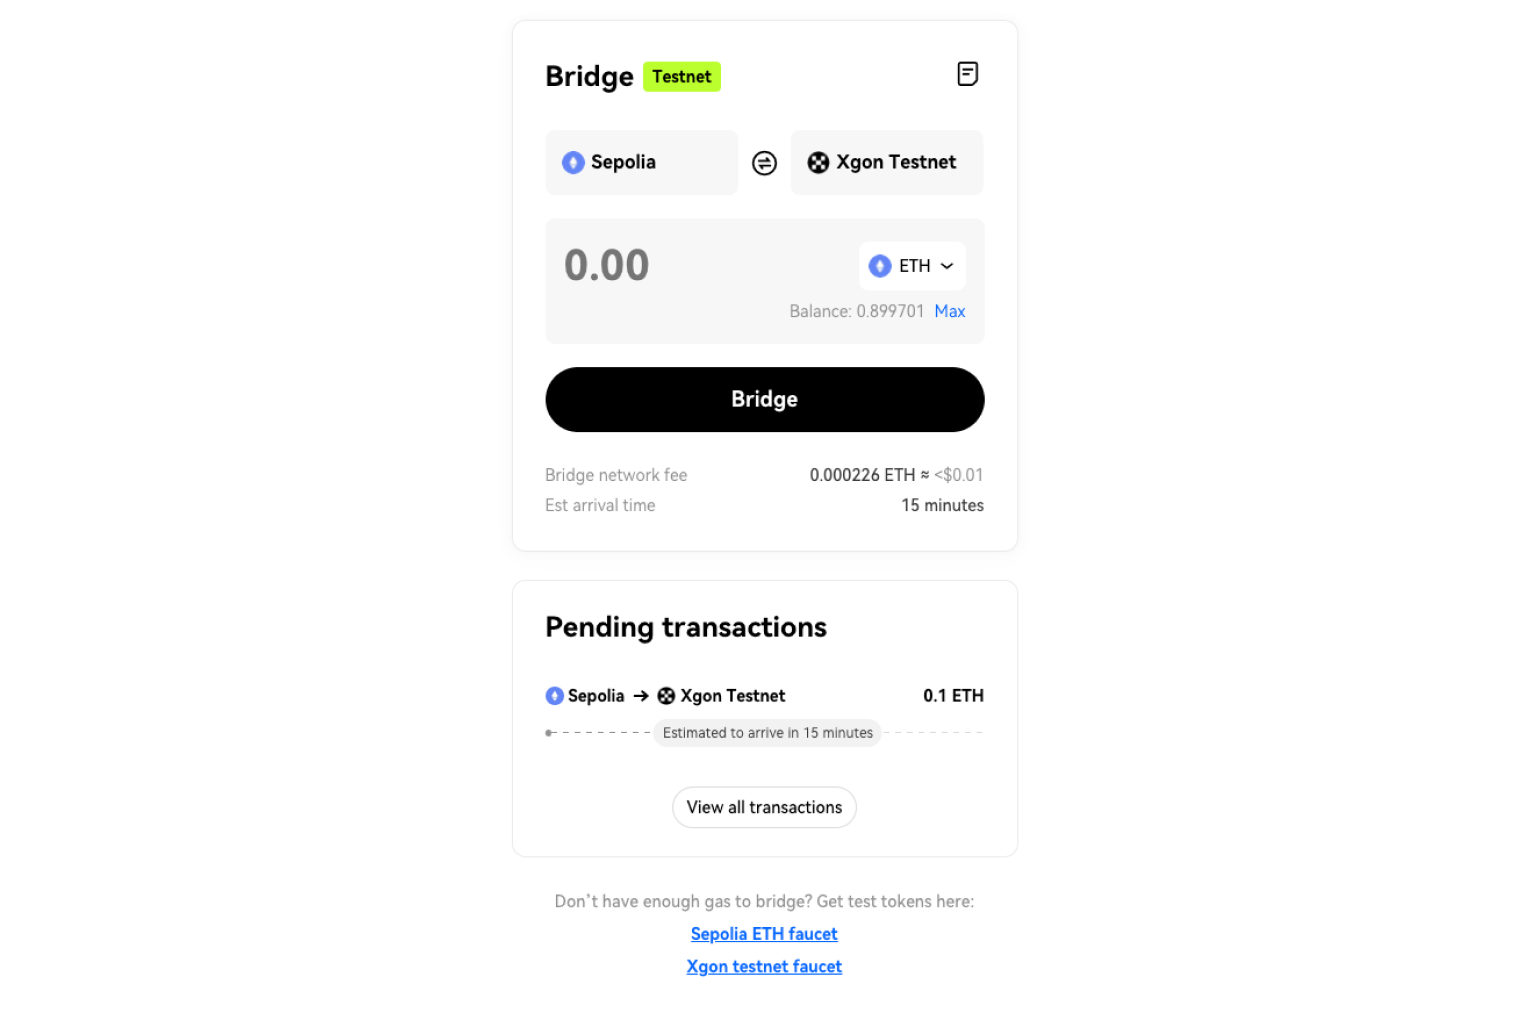 Bridge Testnet
Sepolia Xgon Testnet
0.00 ETH
Balance: 0.899701 Max
Bridge
Bridge network fee 0.000226 ETH ≈ <$0.01
Est arrival time 15 minutes
Pending transactions
Sepolia → Xgon Testnet 0.1 ETH
Estimated to arrive in 15 minutes
View all transactions
Don't have enough gas to bridge? Get test tokens here:
Sepolia ETH faucet
Xgon testnet faucet